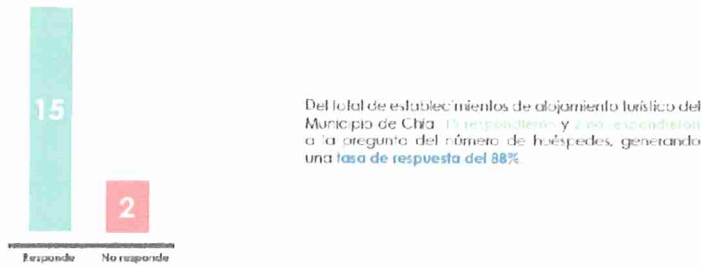 15
2
Responde No responde
Del total de establecimientos de alojamiento turístico del
Municipio de Chía 15 respondieron y 2 no respondieron
a la pregunta del número de huéspedes, generando
una tasa de respuesta del 88%